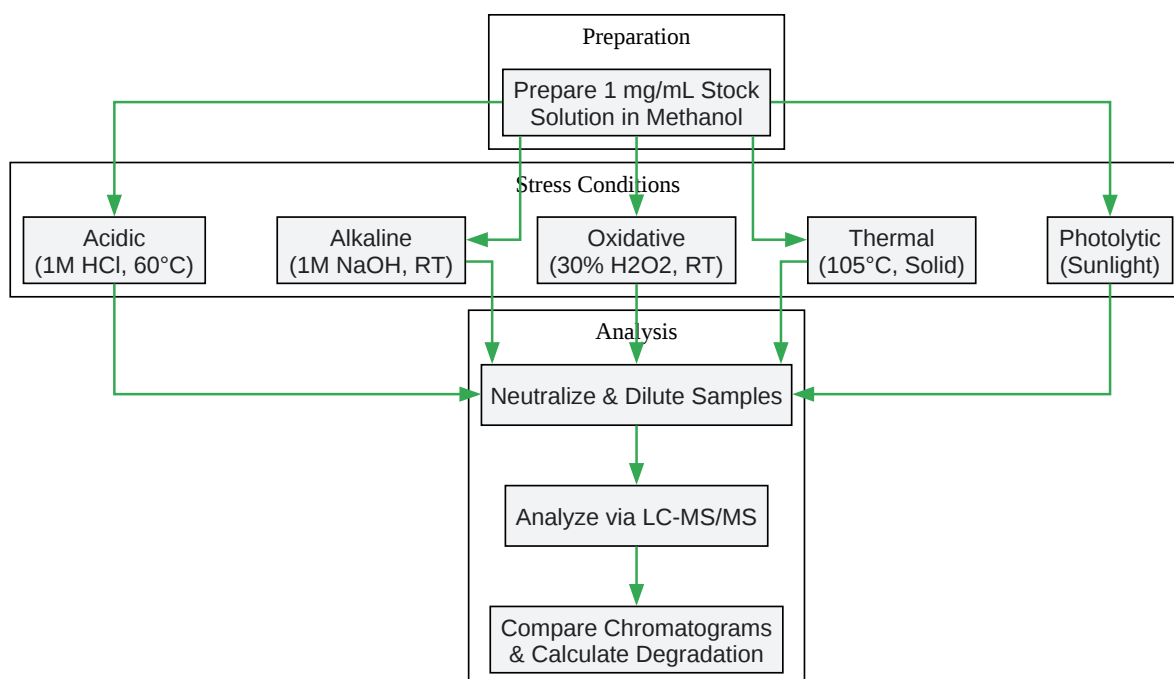 Preparation
Prepare 1 mg/mL Stock
Solution in Methanol
Stress Conditions
Acidic
(1M HCl, 60°C)
Alkaline
(1M NaOH, RT)
Oxidative
(30% H2O2, RT)
Thermal
(105°C, Solid)
Photolytic
(Sunlight)
Analysis
Neutralize & Dilute Samples
Analyze via LC-MS/MS
Compare Chromatograms
& Calculate Degradation